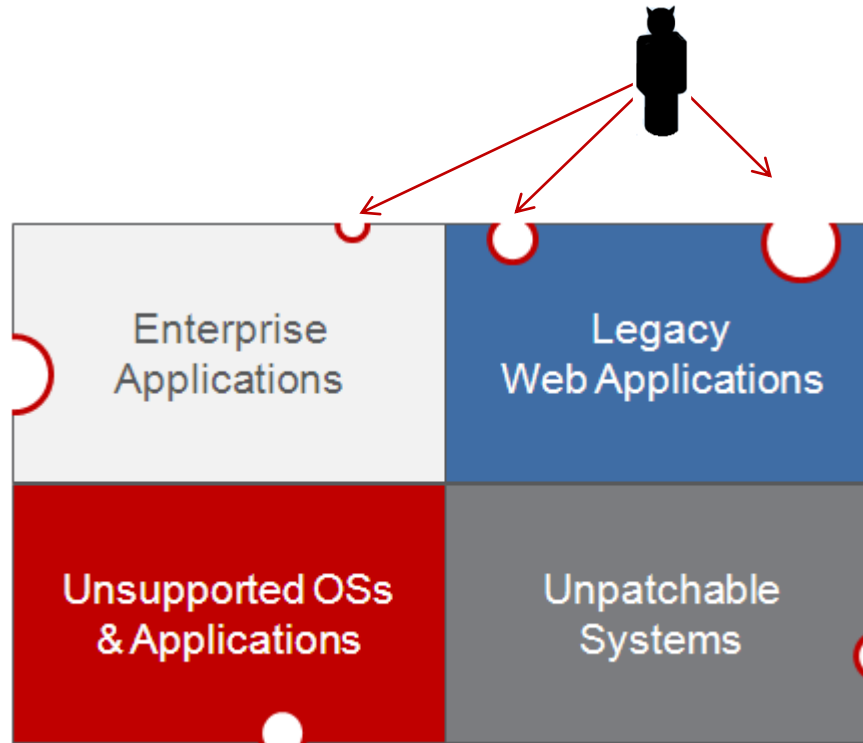 Enterprise
Applications
Legacy
Web Applications
Unsupported OSs
& Applications
Unpatchable
Systems